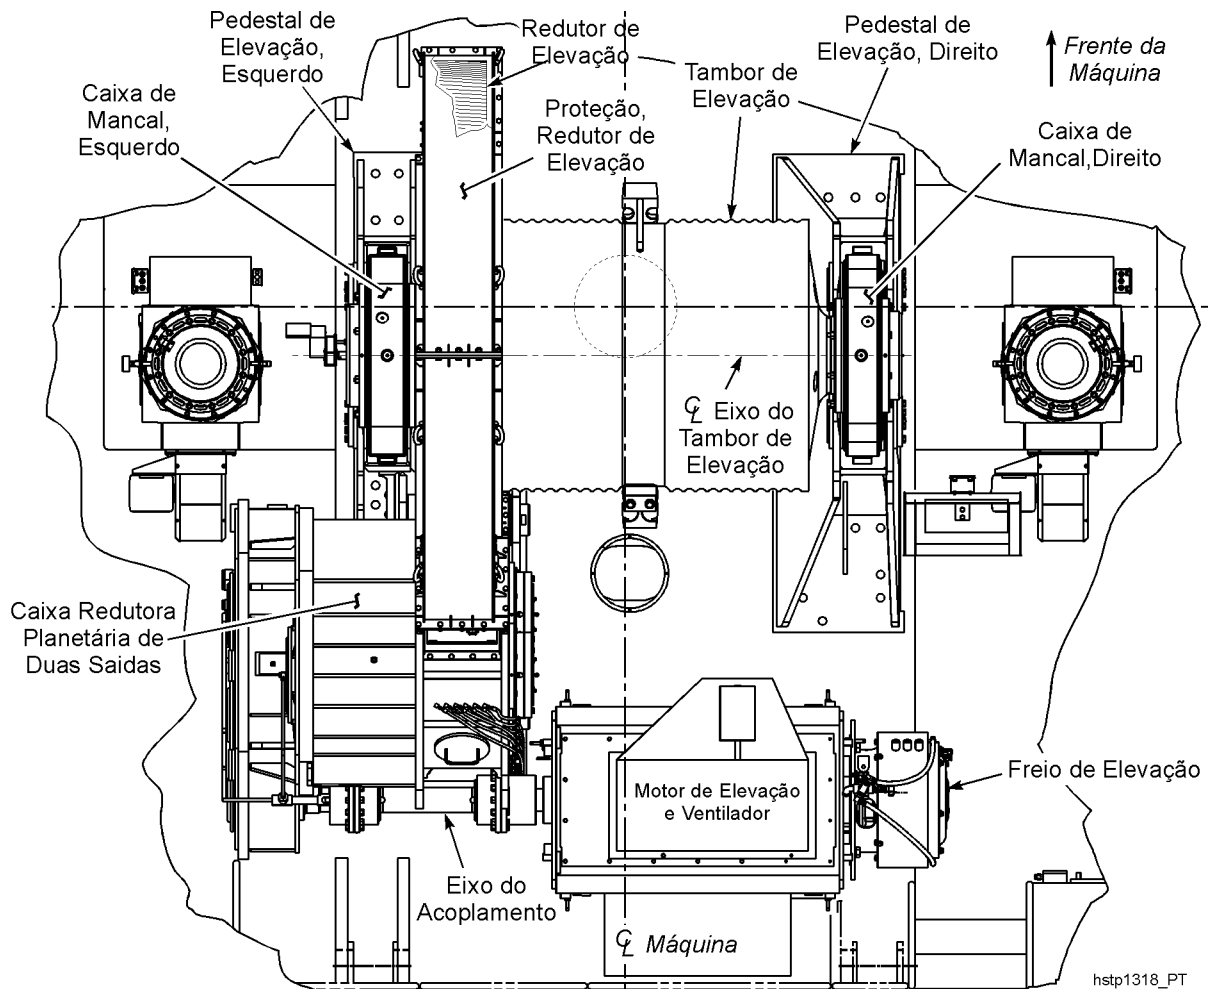 Pedestal de
Elevação,
Esquerdo
Redutor de
Elevação
Pedestal de
Elevação, Direito
Frente da
Máquina
Caixa de
Mancal,
Esquerdo
Proteção,
Redutor de
Elevação
Tambor de
Elevação
Caixa de
Mancal,Direito
℄ Eixo do
Tambor de
Elevação
Caixa Redutora
Planetária de
Duas Saidas
Motor de Elevação
e Ventilador
Freio de Elevação
Eixo do
Acoplamento
℄ Máquina
hstp1318_PT